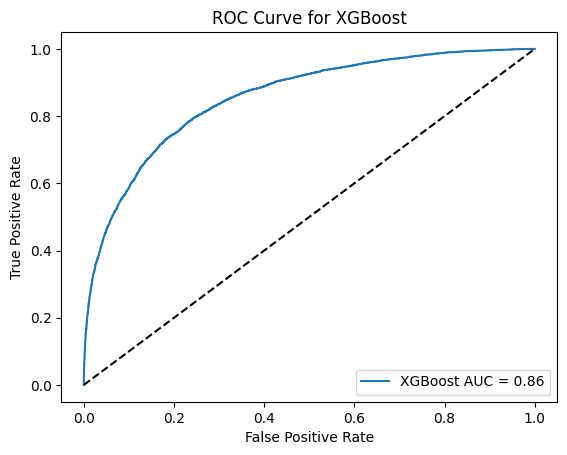 ROC Curve for XGBoost
True Positive Rate
1.0
0.8
0.6
0.4
0.2
0.0
XGBoost AUC = 0.86
0.0 0.2 0.4 0.6 0.8 1.0
False Positive Rate